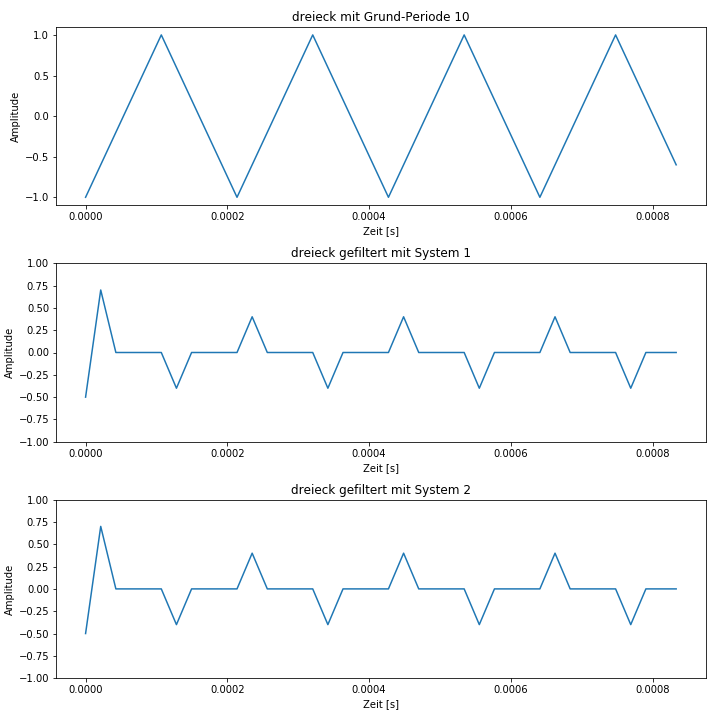 dreieck mit Grund-Periode 10
1.0
0.5
0.0
−0.5
−1.0
Amplitude
0.0000 0.0002 0.0004 0.0006 0.0008
Zeit [s]
dreieck gefiltert mit System 1
1.00
0.75
0.50
0.25
0.00
−0.25
−0.50
−0.75
−1.00
Amplitude
0.0000 0.0002 0.0004 0.0006 0.0008
Zeit [s]
dreieck gefiltert mit System 2
1.00
0.75
0.50
0.25
0.00
−0.25
−0.50
−0.75
−1.00
Amplitude
0.0000 0.0002 0.0004 0.0006 0.0008
Zeit [s]